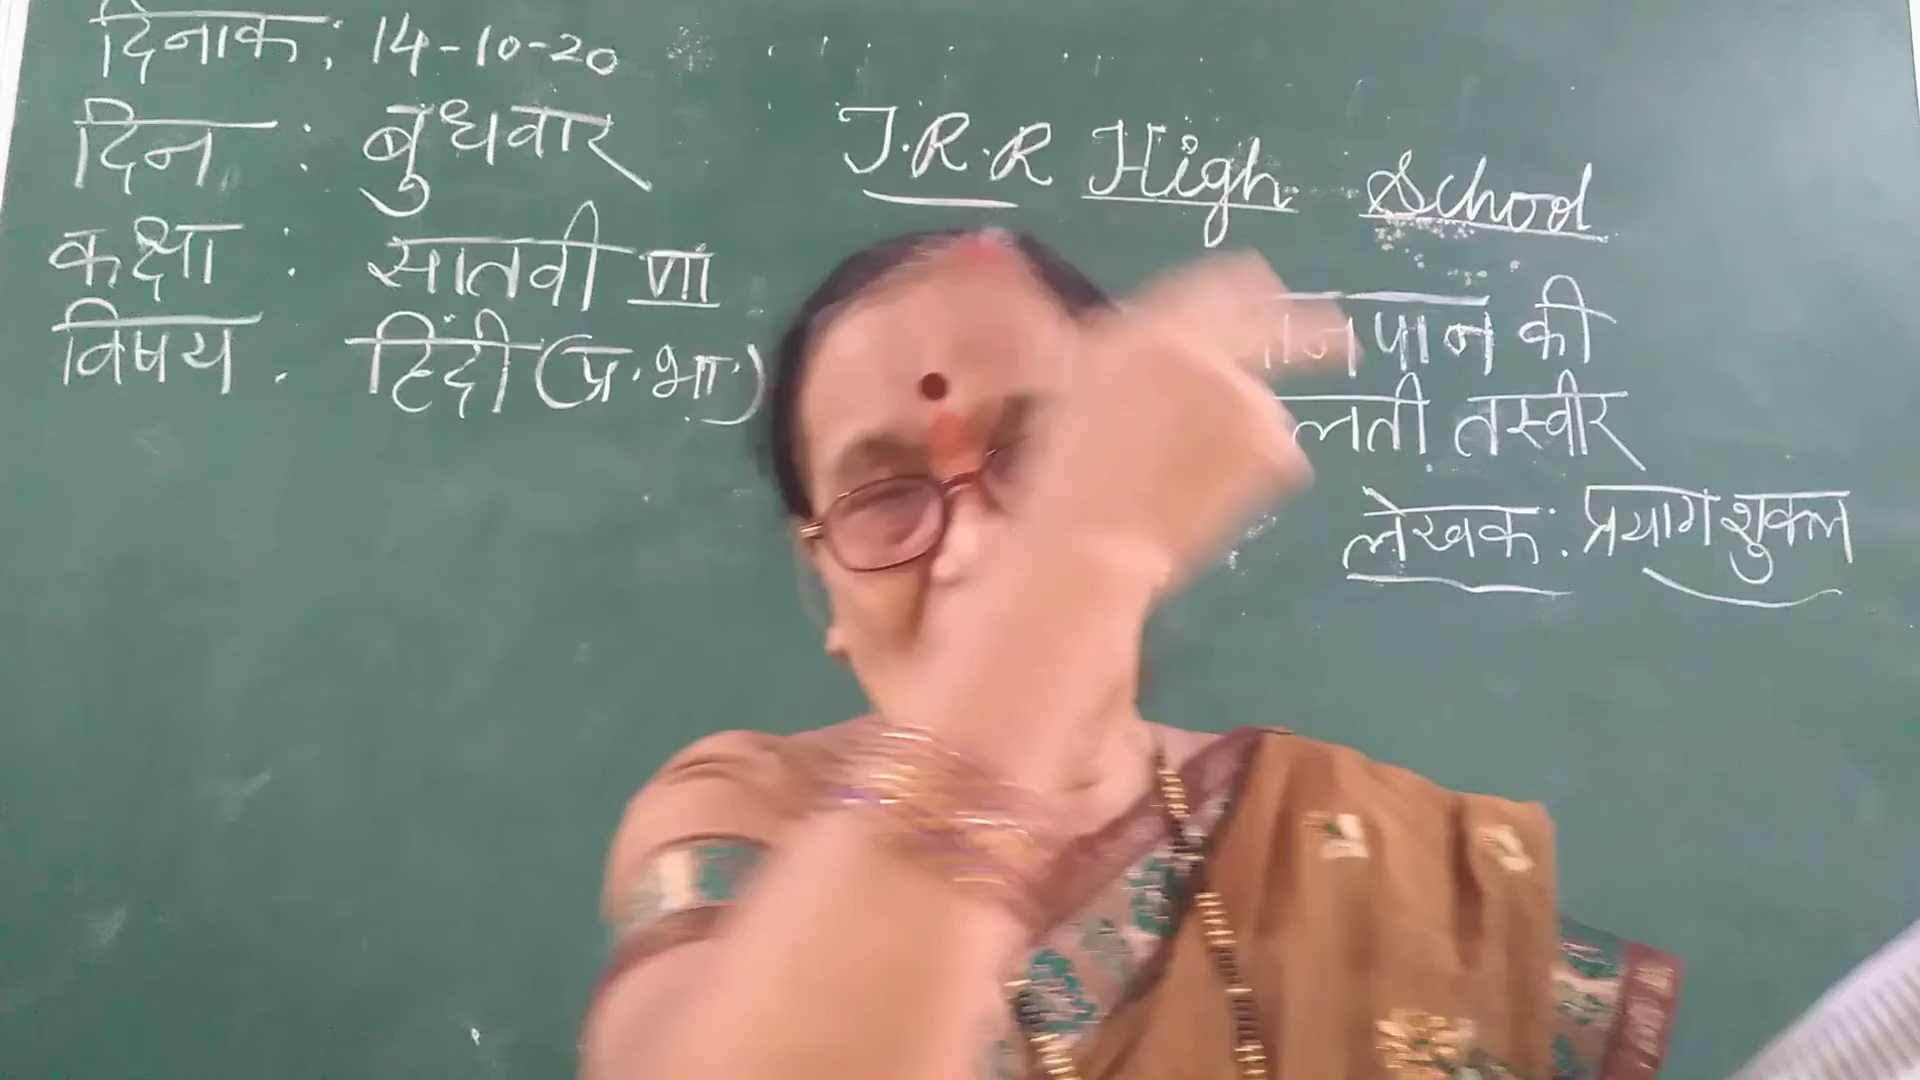 दिनाक: 14-10-20
दिन : बुधवार
कक्षा : सातवी VII
विषय . हिंदी (प्र.भा.)
J.R.R High School
पान की
तस्वीर
लेखक: प्रयाग शुक्ल